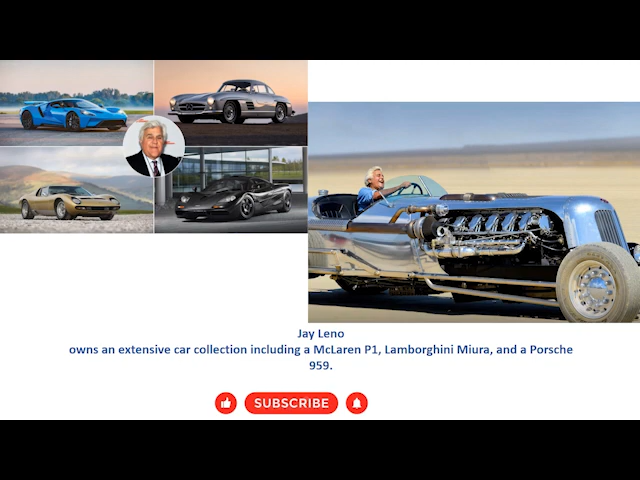 Jay Leno
owns an extensive car collection including a McLaren P1, Lamborghini Miura, and a Porsche
959.
SUBSCRIBE